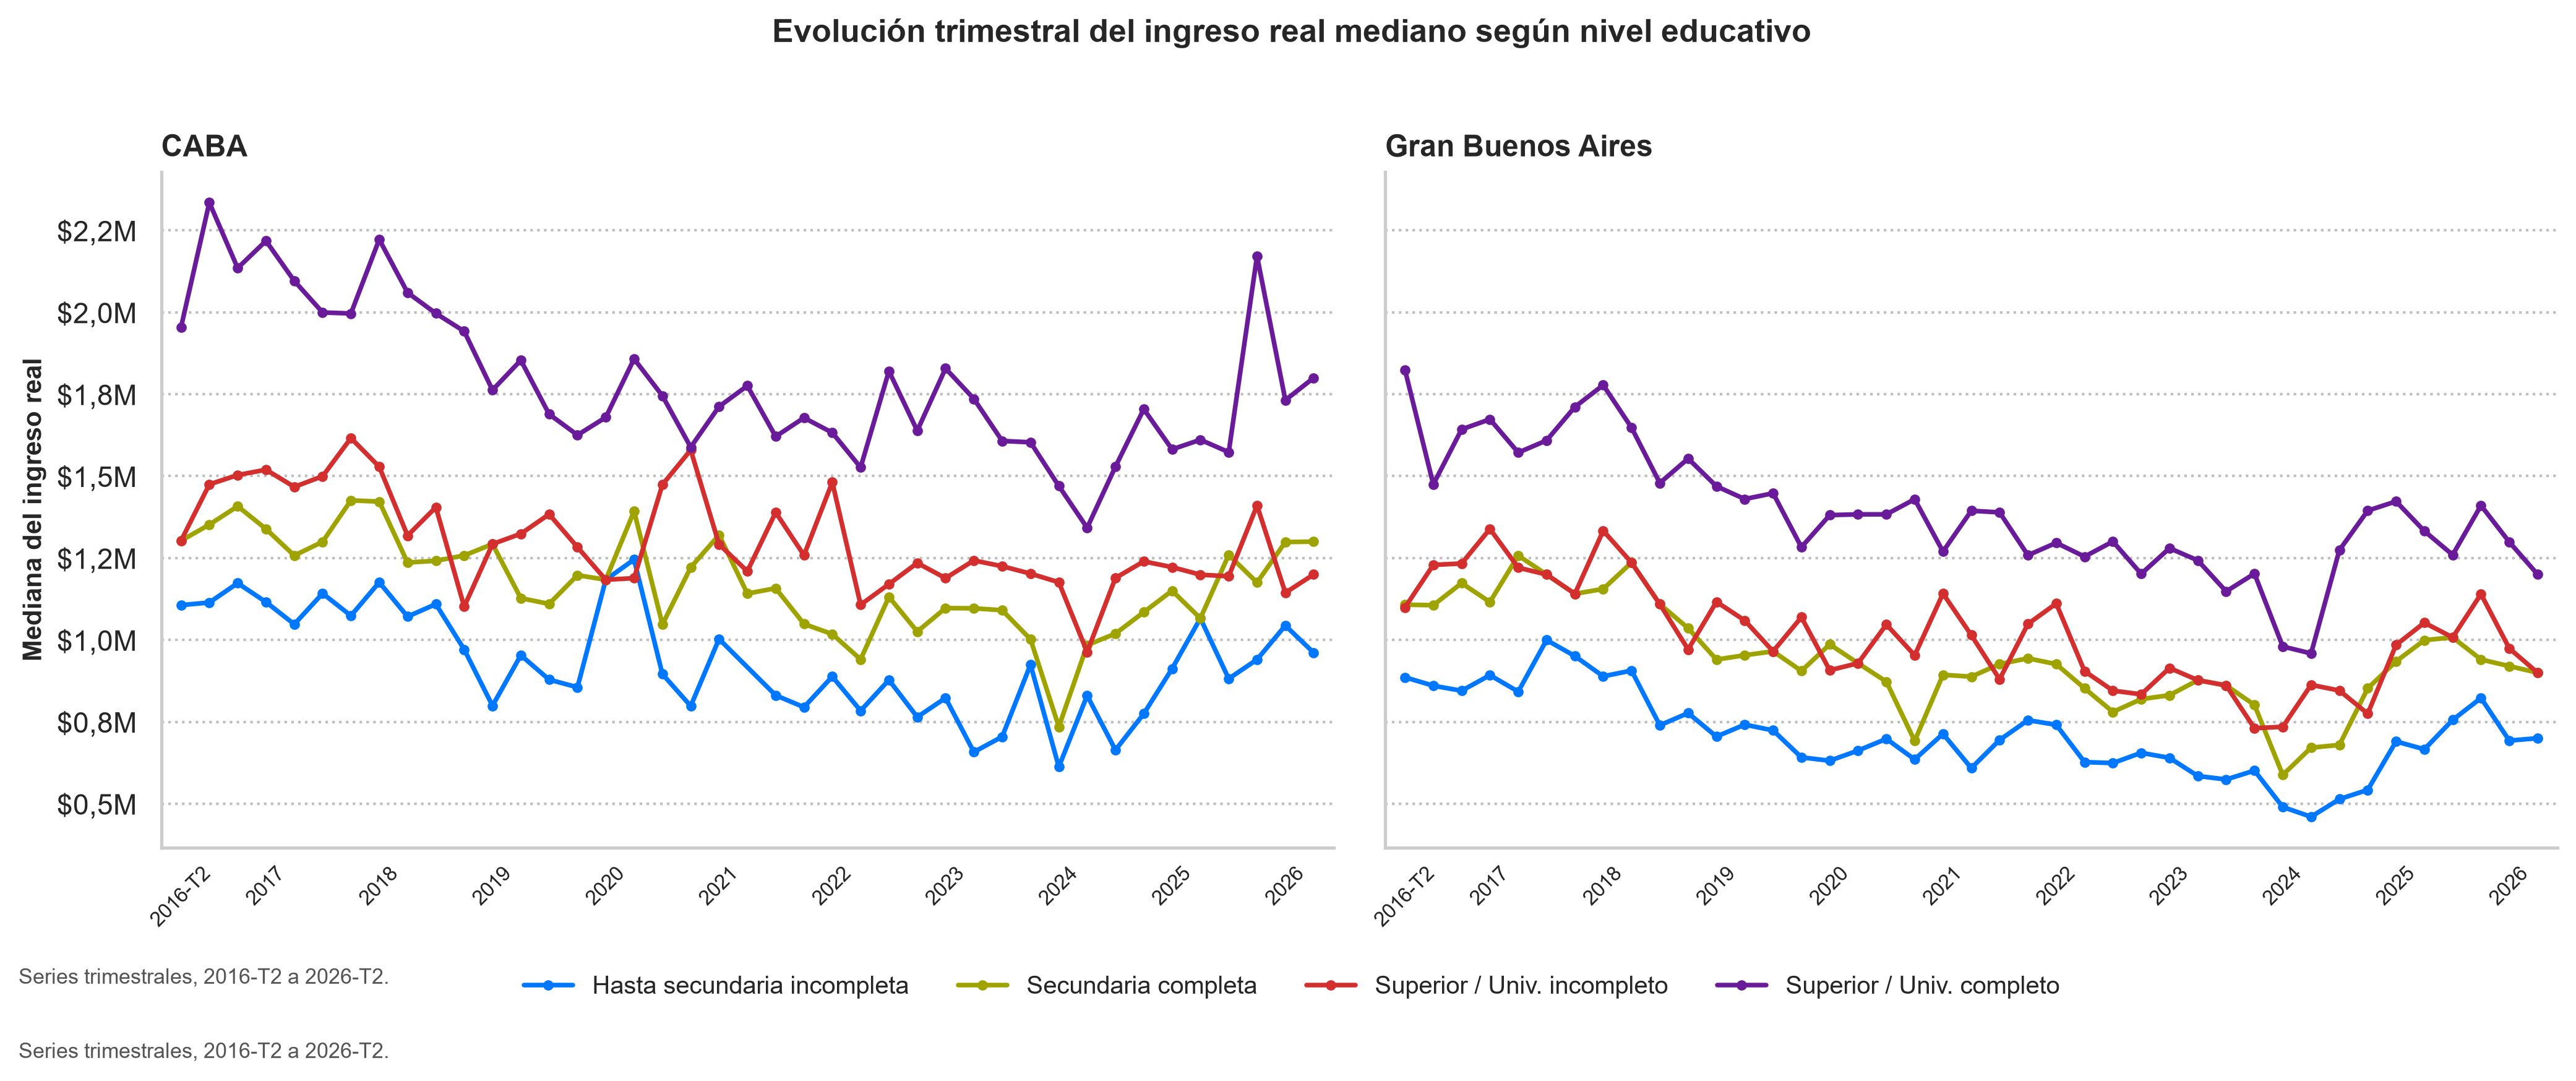 Evolución trimestral del ingreso real mediano según nivel educativo
CABA
Gran Buenos Aires
Mediana del ingreso real
$2,2M
$2,0M
$1,8M
$1,5M
$1,2M
$1,0M
$0,8M
$0,5M
2016-T2 2017 2018 2019 2020 2021 2022 2023 2024 2025 2026
2016-T2 2017 2018 2019 2020 2021 2022 2023 2024 2025 2026
Series trimestrales, 2016-T2 a 2026-T2.
Hasta secundaria incompleta Secundaria completa Superior / Univ. incompleto Superior / Univ. completo
Series trimestrales, 2016-T2 a 2026-T2.